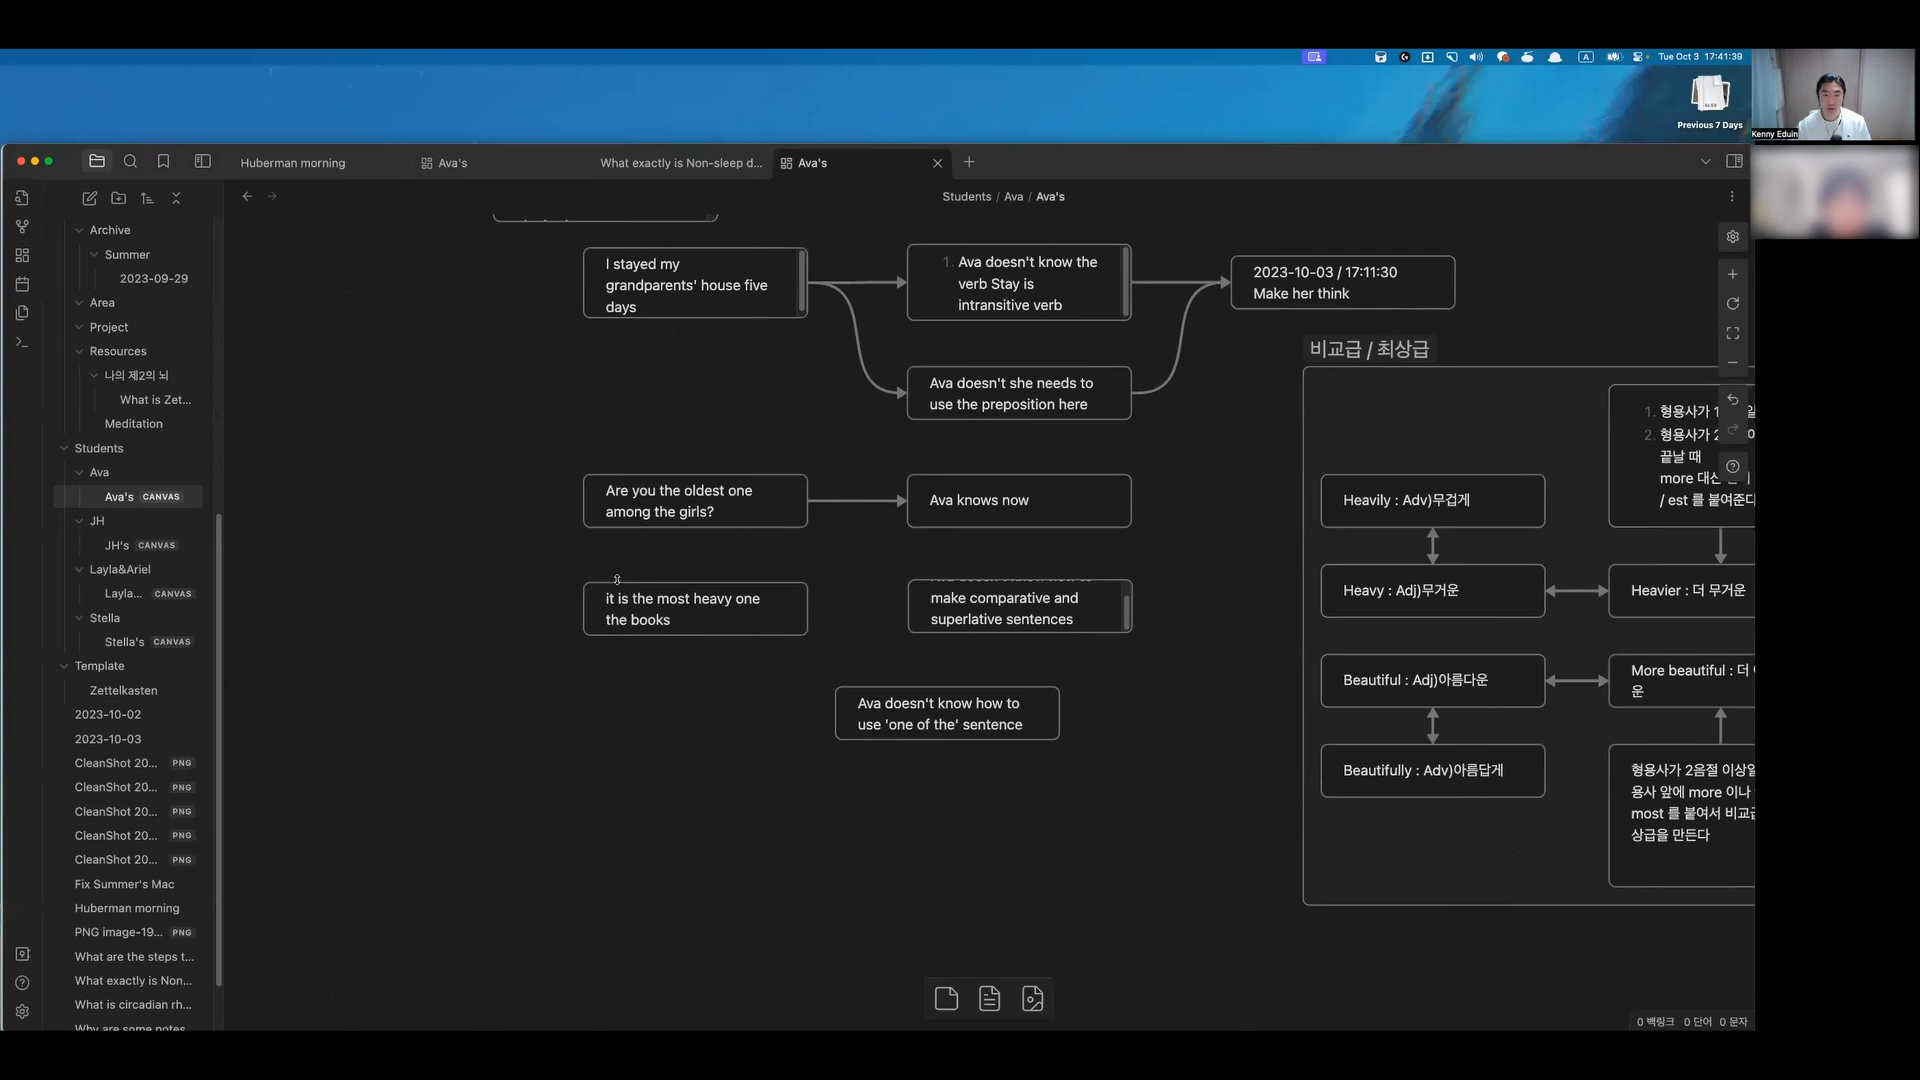 Tue Oct 3 17:41:39
Previous 7 Days
Kenny Eduin
Huberman morning
Ava's
What exactly is Non-sleep d...
Ava's
Students / Ava / Ava's
Archive
Summer
2023-09-29
Area
Project
Resources
나의 제2의 뇌
What is Zet...
Meditation
Students
Ava
Ava's CANVAS
JH
JH's CANVAS
Layla&Ariel
Layla... CANVAS
Stella
Stella's CANVAS
Template
Zettelkasten
2023-10-02
2023-10-03
CleanShot 20... PNG
CleanShot 20... PNG
CleanShot 20... PNG
CleanShot 20... PNG
CleanShot 20... PNG
Fix Summer's Mac
Huberman morning
PNG image-19... PNG
What are the steps t...
What exactly is Non...
What is circadian rh...
Why are some notes
I stayed my
grandparents' house five
days
1. Ava doesn't know the
verb Stay is
intransitive verb
2023-10-03 / 17:11:30
Make her think
Ava doesn't she needs to
use the preposition here
Are you the oldest one
among the girls?
Ava knows now
it is the most heavy one
the books
make comparative and
superlative sentences
Ava doesn't know how to
use 'one of the' sentence
비교급 / 최상급
1. 형용사가 1
2. 형용사가 2
끝날 때
more 대신
/ est 를 붙여준다
Heavily : Adv)무겁게
Heavy : Adj)무거운
Heavier : 더 무거운
Beautiful : Adj)아름다운
More beautiful : 더
운
Beautifully : Adv)아름답게
형용사가 2음절 이상일
용사 앞에 more 이나
most 를 붙여서 비교급
상급을 만든다
0 백링크 0 단어 0 문자